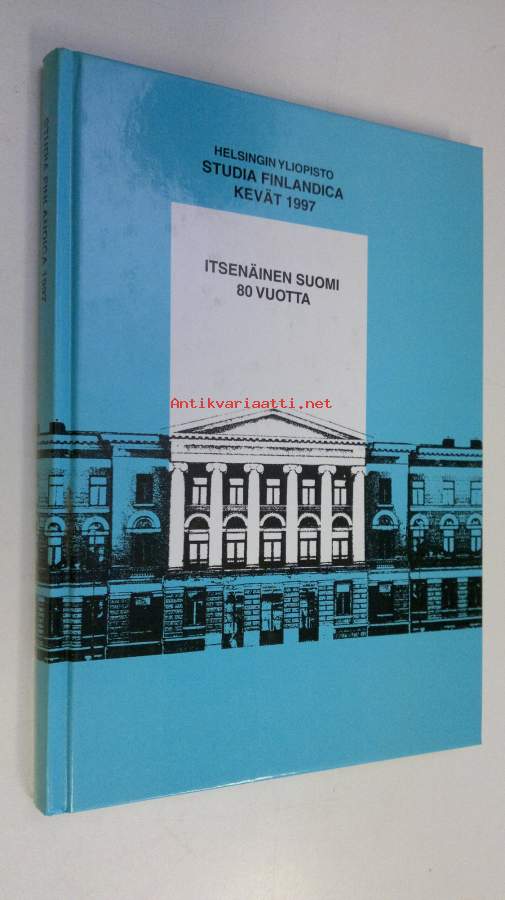 HELSINGIN YLIOPISTO
STUDIA FINLANDICA
KEVÄT 1997
ITSENÄINEN SUOMI
80 VUOTTA
Antikvariaatti.net
STUDIA FINLANDICA 1997